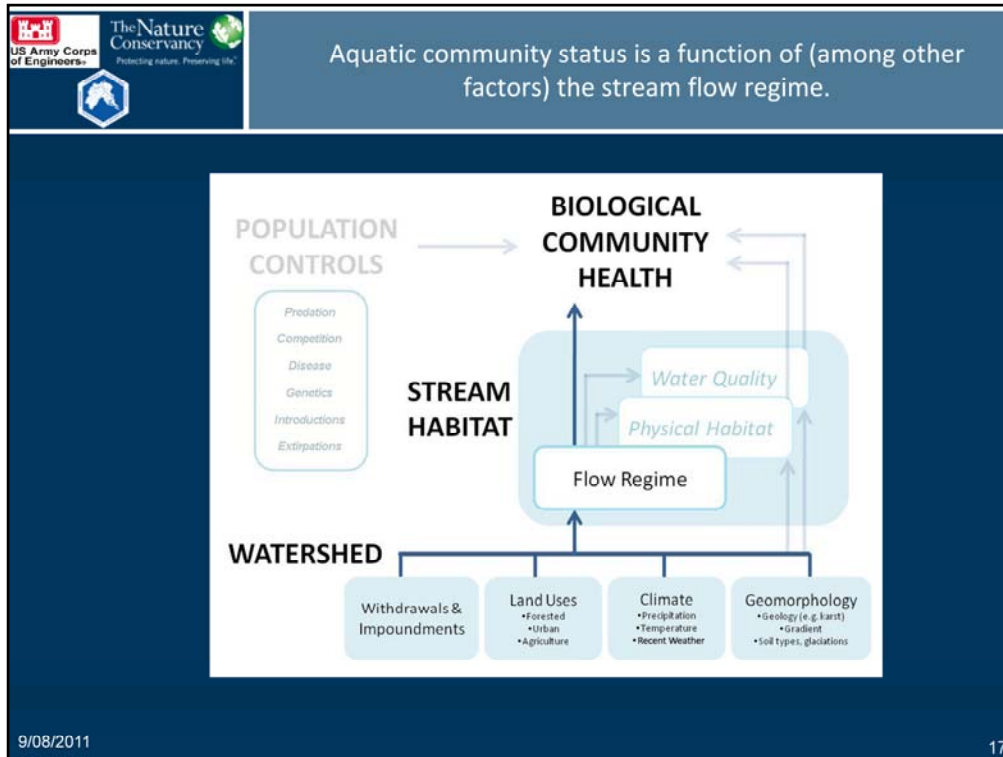 US Army Corps
of Engineers®
The Nature
Conservancy
Protecting nature. Preserving life.™
Aquatic community status is a function of (among other
factors) the stream flow regime.
POPULATION
CONTROLS
Predation
Competition
Disease
Genetics
Introductions
Extirpations
BIOLOGICAL
COMMUNITY
HEALTH
STREAM
HABITAT
Water Quality
Physical Habitat
Flow Regime
WATERSHED
Withdrawals &
Impoundments
Land Uses
•Forested
•Urban
•Agriculture
Climate
•Precipitation
•Temperature
•Recent Weather
Geomorphology
•Geology (e.g. karst)
•Gradient
•Soil types, glaciations
9/08/2011
17